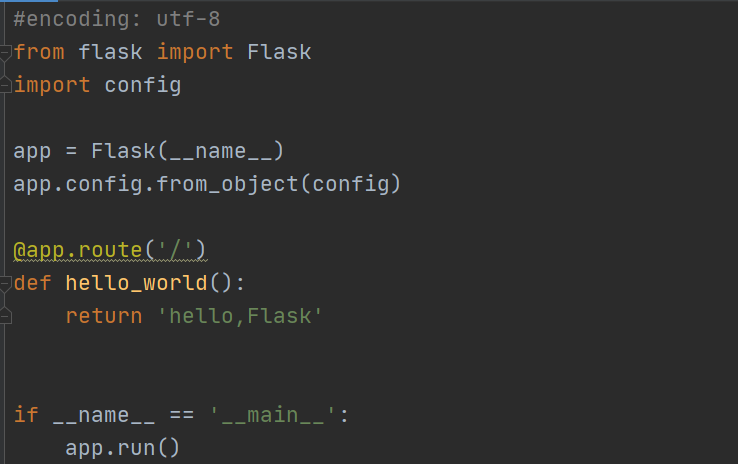 #encoding: utf-8
from flask import Flask
import config
app = Flask(__name__)
app.config.from_object(config)
@app.route('/')
def hello_world():
    return 'hello,Flask'
if __name__ == '__main__':
    app.run()